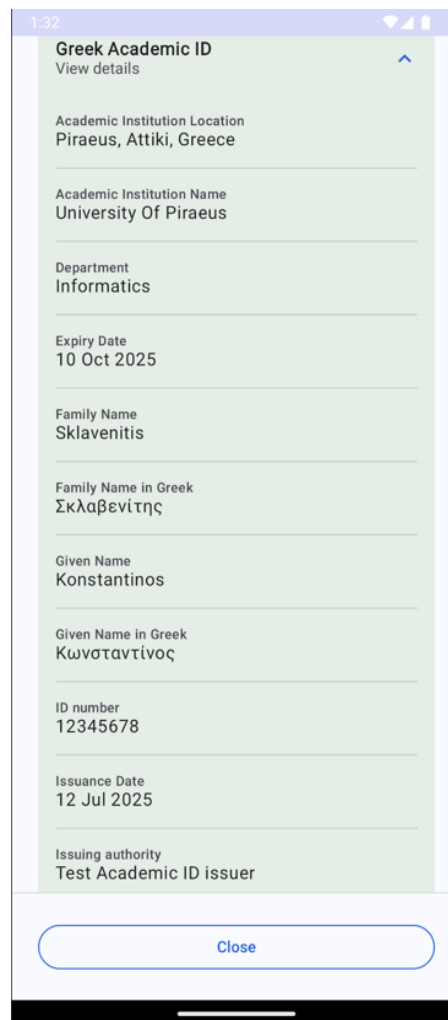 1:32
Greek Academic ID
View details
Academic Institution Location
Piraeus, Attiki, Greece
Academic Institution Name
University Of Piraeus
Department
Informatics
Expiry Date
10 Oct 2025
Family Name
Sklavenitis
Family Name in Greek
Σκλαβενίτης
Given Name
Konstantinos
Given Name in Greek
Κωνσταντίνος
ID number
12345678
Issuance Date
12 Jul 2025
Issuing authority
Test Academic ID issuer
Close